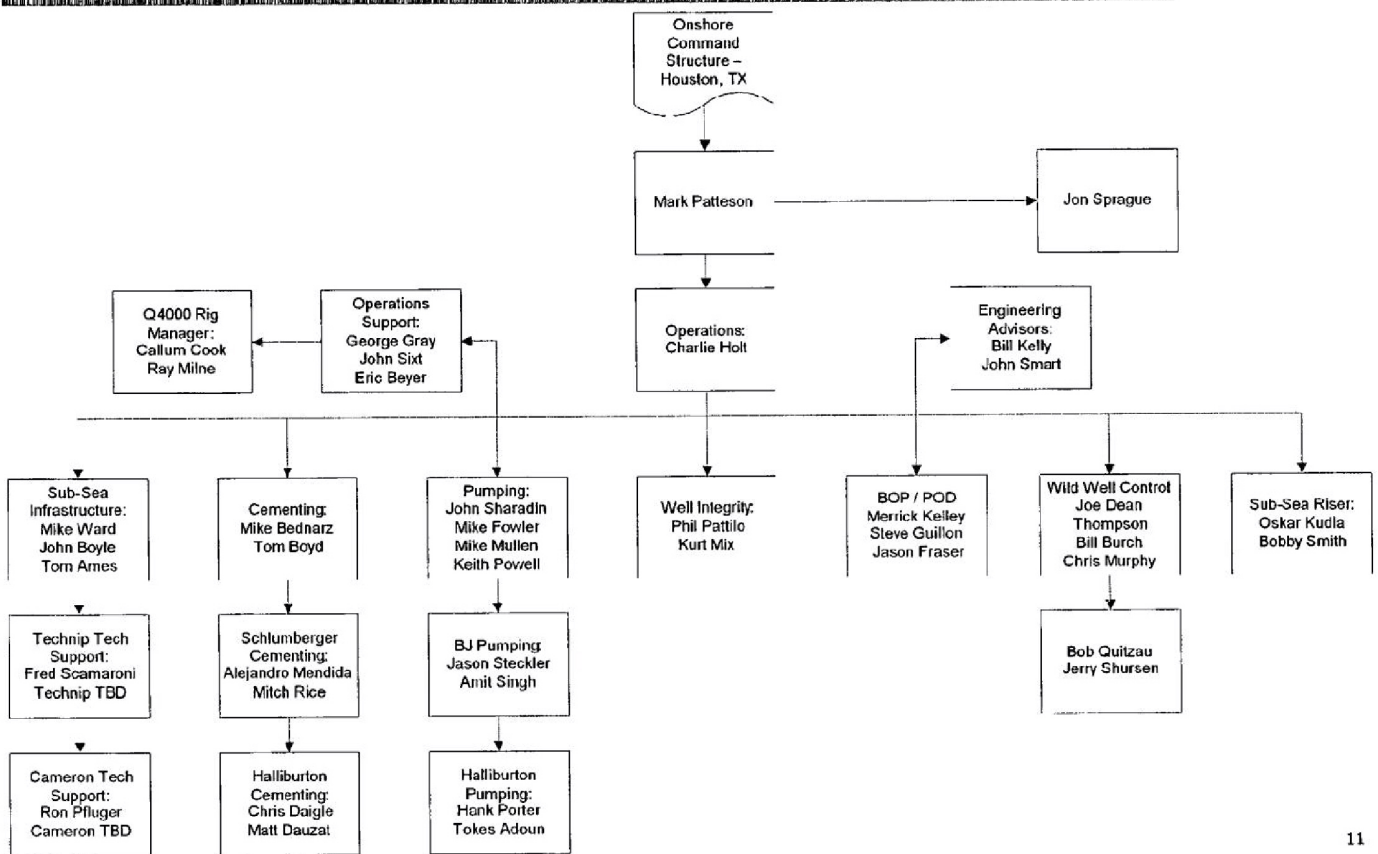 Onshore
Command
Structure –
Houston, TX
Mark Patteson
Jon Sprague
Q4000 Rig
Manager:
Callum Cook
Ray Milne
Operations
Support:
George Gray
John Sixt
Eric Beyer
Operations:
Charlie Holt
Engineering
Advisors:
Bill Kelly
John Smart
Sub-Sea
Infrastructure:
Mike Ward
John Boyle
Tom Ames
Cementing:
Mike Bednarz
Tom Boyd
Pumping:
John Sharadin
Mike Fowler
Mike Mullen
Keith Powell
Well Integrity:
Phil Pattilo
Kurt Mix
BOP / POD
Merrick Kelley
Steve Guillon
Jason Fraser
Wild Well Control
Joe Dean
Thompson
Bill Burch
Chris Murphy
Sub-Sea Riser:
Oskar Kudla
Bobby Smith
Technip Tech
Support:
Fred Scamaroni
Technip TBD
Schlumberger
Cementing:
Alejandro Mendida
Mitch Rice
BJ Pumping:
Jason Steckler
Amit Singh
Bob Quitzau
Jerry Shursen
Cameron Tech
Support:
Ron Pfluger
Cameron TBD
Halliburton
Cementing:
Chris Daigle
Matt Dauzat
Halliburton
Pumping:
Hank Porter
Tokes Adoun
11